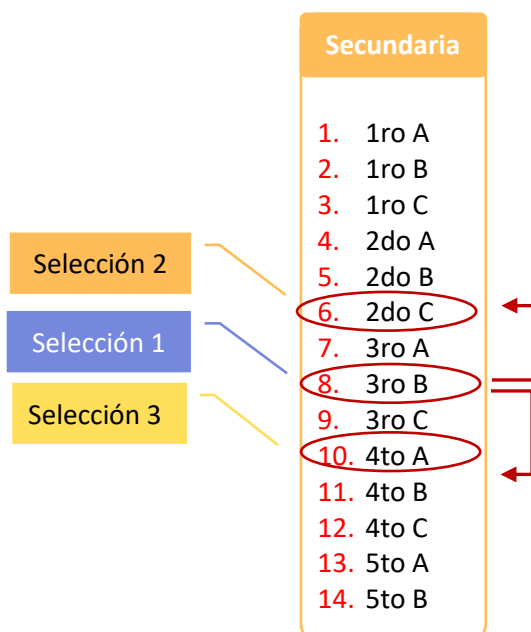 Secundaria
1. 1ro A
2. 1ro B
3. 1ro C
4. 2do A
5. 2do B
6. 2do C
7. 3ro A
8. 3ro B
9. 3ro C
10. 4to A
11. 4to B
12. 4to C
13. 5to A
14. 5to B
Selección 2
Selección 1
Selección 3